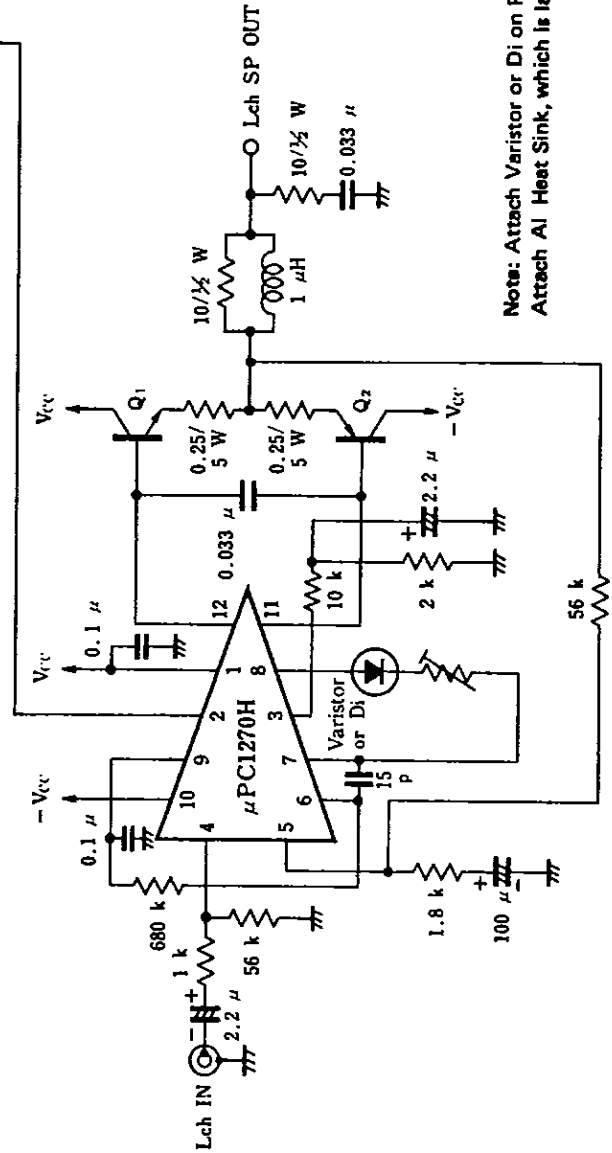 −Vcc
Vcc
0.1 μ
0.1 μ
680 k
10
9
2
1
12
4
μPC1270H
5
6
7
3
8
11
Lch IN
− +
2.2 μ
1 k
56 k
15
p
Varistor
or Di
10 k
2 k
+
2.2 μ
0.033 μ
Vcc
Q1
0.25/
5 W
0.25/
5 W
Q2
−Vcc
10/½ W
1 μH
Lch SP OUT
10/½ W
0.033 μ
1.8 k
+
−
100 μ
56 k
Note: Attach Varistor or Di on
Attach Al Heat Sink, which is